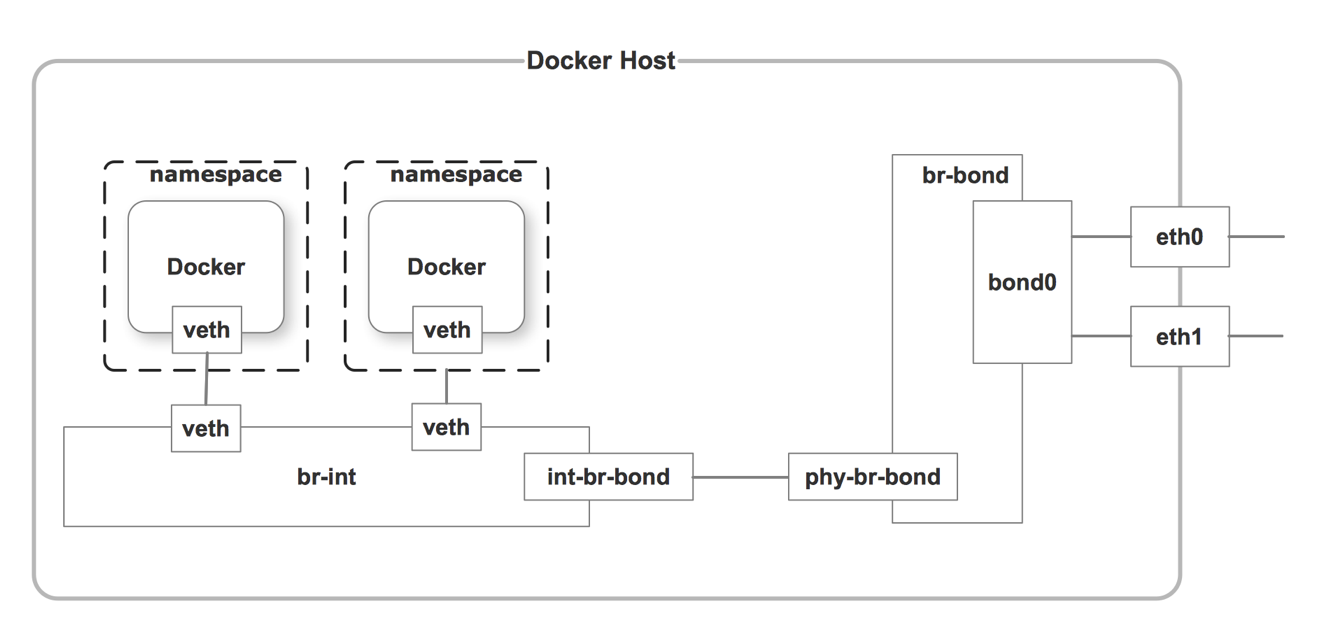 Docker Host
namespace
namespace
br-bond
Docker
Docker
eth0
bond0
veth
veth
eth1
veth
veth
br-int
int-br-bond
phy-br-bond